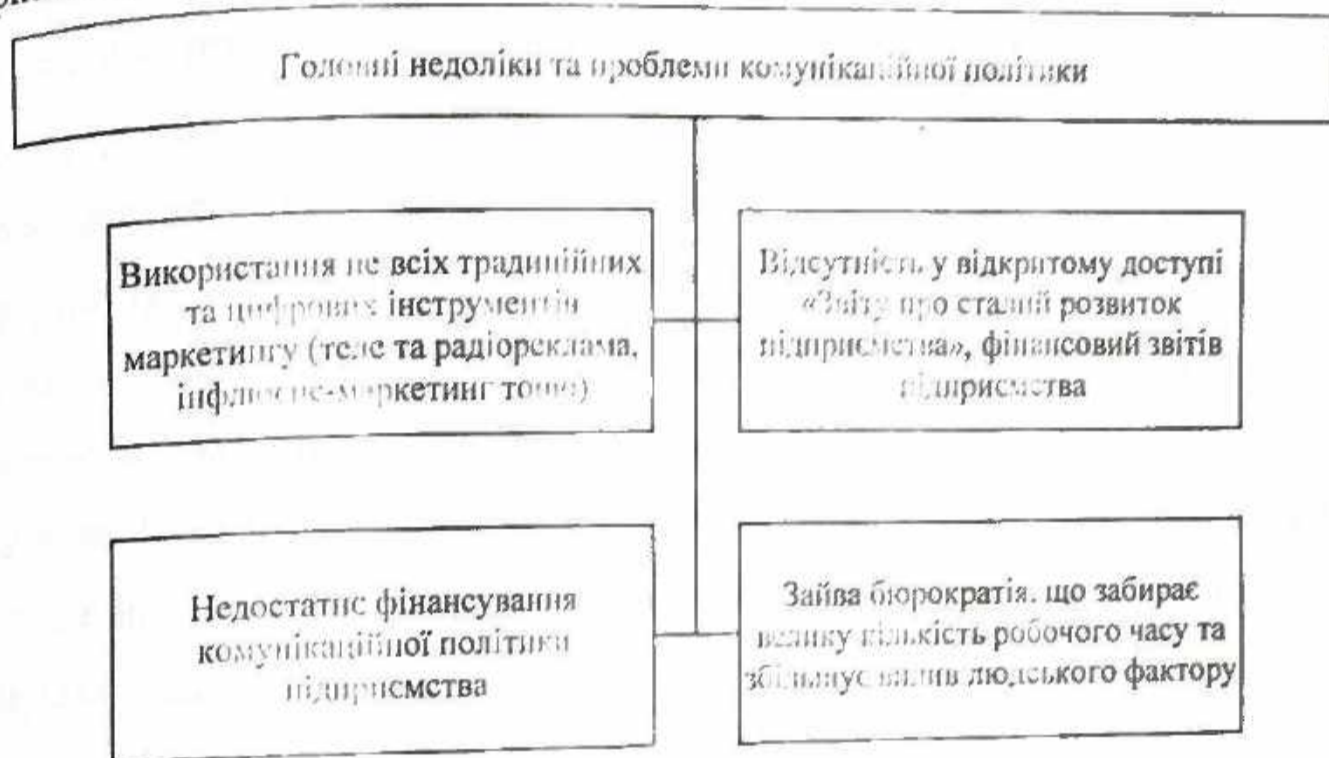 Головні недоліки та проблеми комунікаційної політики
Використання не всіх традиційних
та цифрових інструментів
маркетингу (теле та радіореклама,
інфлюенс-маркетинг тощо)
Відсутність у відкритому доступі
«Звіту про сталий розвиток
підприємства», фінансовий звітів
підприємства
Недостатнє фінансування
комунікаційної політики
підприємства
Зайва бюрократія, що забирає
велику кількість робочого часу та
збільшує вплив людського фактору